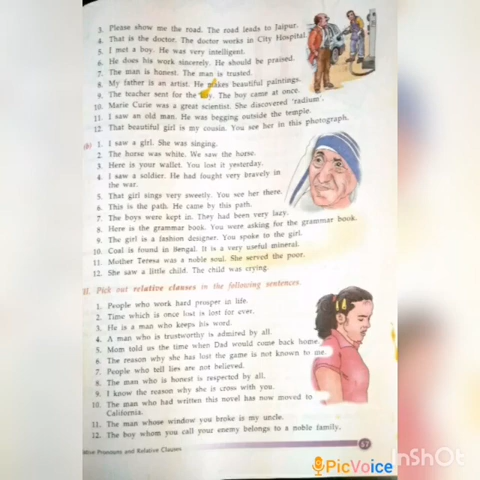 3. Please show me the road. The road leads to Jaipur.
4. That is the doctor. The doctor works in City Hospital.
5. I met a boy. He was very intelligent.
6. He does his work sincerely. He should be praised.
7. The man is honest. The man is trusted.
8. My father is an artist. He makes beautiful paintings.
9. The teacher sent for the boy. The boy came at once.
10. Marie Curie was a great scientist. She discovered 'radium'.
11. I saw an old man. He was begging outside the temple.
12. That beautiful girl is my cousin. You see her in this photograph.
(b) 1. I saw a girl. She was singing.
2. The horse was white. We saw the horse.
3. Here is your wallet. You lost it yesterday.
4. I saw a soldier. He had fought very bravely in
the war.
5. That girl sings very sweetly. You see her there.
6. This is the path. He came by this path.
7. The boys were kept in. They had been very lazy.
8. Here is the grammar book. You were asking for the grammar book.
9. The girl is a fashion designer. You spoke to the girl.
10. Coal is found in Bengal. It is a very useful mineral.
11. Mother Teresa was a noble soul. She served the poor.
12. She saw a little child. The child was crying.
II. Pick out relative clauses in the following sentences.
1. People who work hard prosper in life.
2. Time which is once lost is lost for ever.
3. He is a man who keeps his word.
4. A man who is trustworthy is admired by all.
5. Mom told us the time when Dad would come back home.
6. The reason why she has lost the game is not known to me.
7. People who tell lies are not believed.
8. The man who is honest is respected by all.
9. I know the reason why she is cross with you.
10. The man who had written this novel has now moved to
California.
11. The man whose window you broke is my uncle.
12. The boy whom you call your enemy belongs to a noble family.
Pronouns and Relative Clauses
57
InShOt
PicVoice